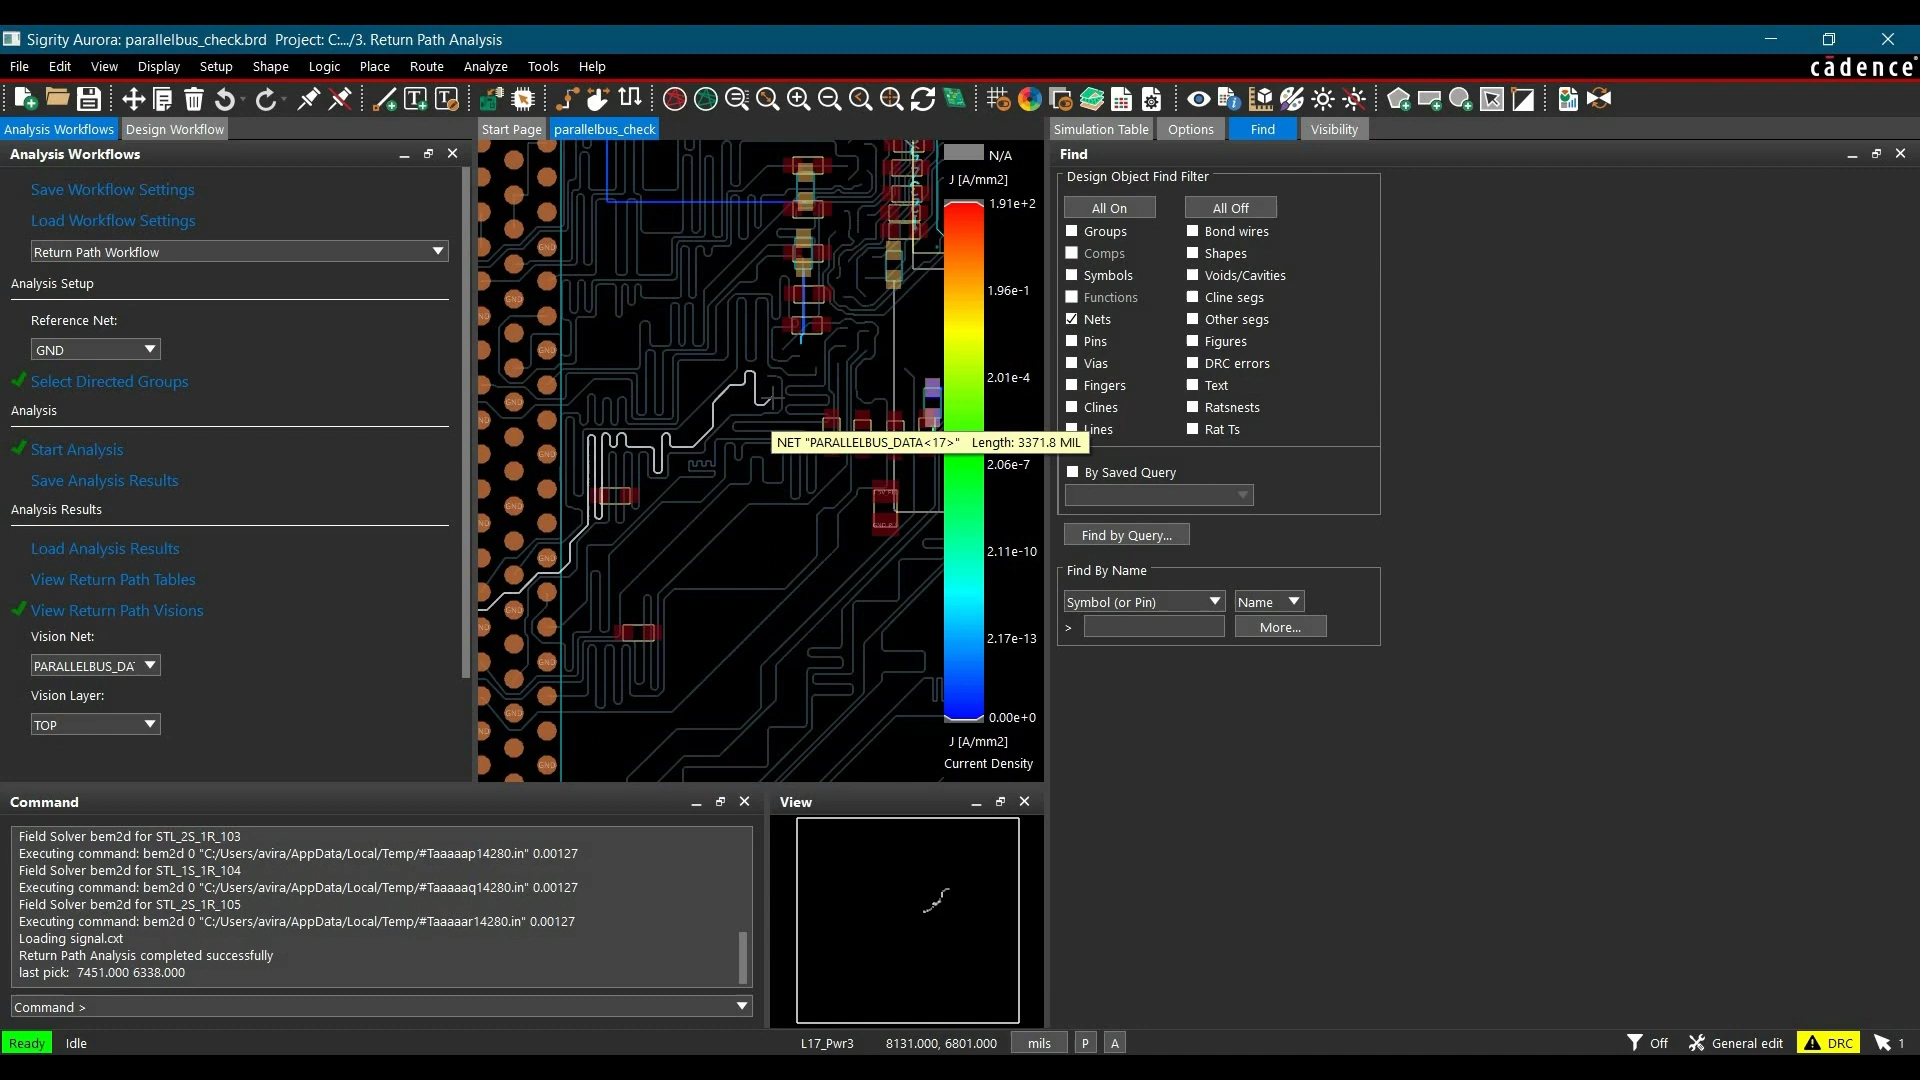 Sigrity Aurora: parallelbus_check.brd Project: C:.../3. Return Path Analysis
File Edit View Display Setup Shape Logic Place Route Analyze Tools Help
cādence
Analysis Workflows Design Workflow
Start Page parallelbus_check
Simulation Table Options Find Visibility
Analysis Workflows
Save Workflow Settings
Load Workflow Settings
Return Path Workflow
Analysis Setup
Reference Net:
GND
Select Directed Groups
Analysis
Start Analysis
Save Analysis Results
Analysis Results
Load Analysis Results
View Return Path Tables
View Return Path Visions
Vision Net:
PARALLELBUS_DA
Vision Layer:
TOP
GND
GND
GND
GND
GND
GND
GND
GND
GND
GND
GND
NET "PARALLELBUS_DATA<17>" Length: 3371.8 MIL
N/A
J [A/mm2]
1.91e+2
1.96e-1
2.01e-4
2.06e-7
2.11e-10
2.17e-13
0.00e+0
J [A/mm2]
Current Density
Find
Design Object Find Filter
All On All Off
Groups Bond wires
Comps Shapes
Symbols Voids/Cavities
Functions Cline segs
Nets Other segs
Pins Figures
Vias DRC errors
Fingers Text
Clines Ratsnests
Lines Rat Ts
By Saved Query
Find by Query...
Find By Name
Symbol (or Pin) Name
> More...
Command
Field Solver bem2d for STL_2S_1R_103
Executing command: bem2d 0 "C:/Users/avira/AppData/Local/Temp/#Taaaaap14280.in" 0.00127
Field Solver bem2d for STL_1S_1R_104
Executing command: bem2d 0 "C:/Users/avira/AppData/Local/Temp/#Taaaaaq14280.in" 0.00127
Field Solver bem2d for STL_2S_1R_105
Executing command: bem2d 0 "C:/Users/avira/AppData/Local/Temp/#Taaaaar14280.in" 0.00127
Loading signal.cxt
Return Path Analysis completed successfully
last pick: 7451.000 6338.000
Command >
View
Ready Idle L17_Pwr3 8131.000, 6801.000 mils P A Off General edit DRC 1